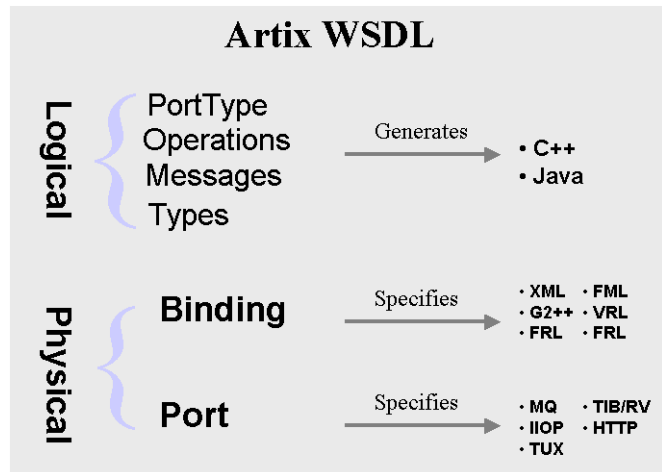 Artix WSDL
Logical
PortType
Operations
Messages
Types
Generates
• C++
• Java
Physical
Binding
Specifies
• XML • FML
• G2++ • VRL
• FRL • FRL
Port
Specifies
• MQ • TIB/RV
• IIOP • HTTP
• TUX